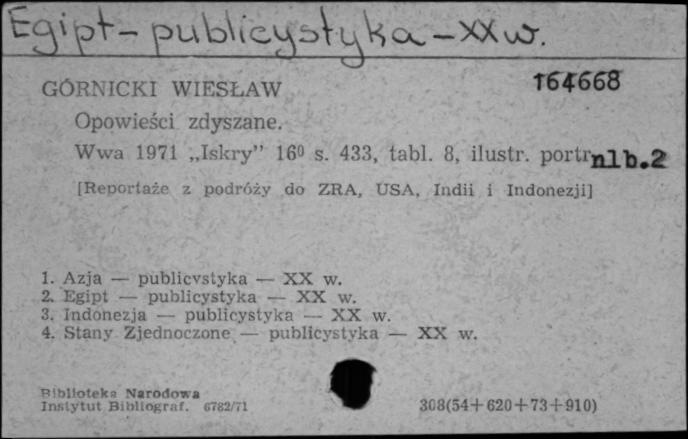 Egipt – publicystyka – XX w.
164668
GÓRNICKI WIESŁAW
Opowieści zdyszane.
Wwa 1971 „Iskry” 16⁰ s. 433, tabl. 8, ilustr. portr nlb.2
[Reportaże z podróży do ZRA, USA, Indii i Indonezji]
1. Azja — publicystyka — XX w.
2. Egipt — publicystyka — XX w.
3. Indonezja — publicystyka — XX w.
4. Stany Zjednoczone — publicystyka — XX w.
Biblioteka Narodowa
Instytut Bibliograf. 6782/71
308(54+620+73+910)